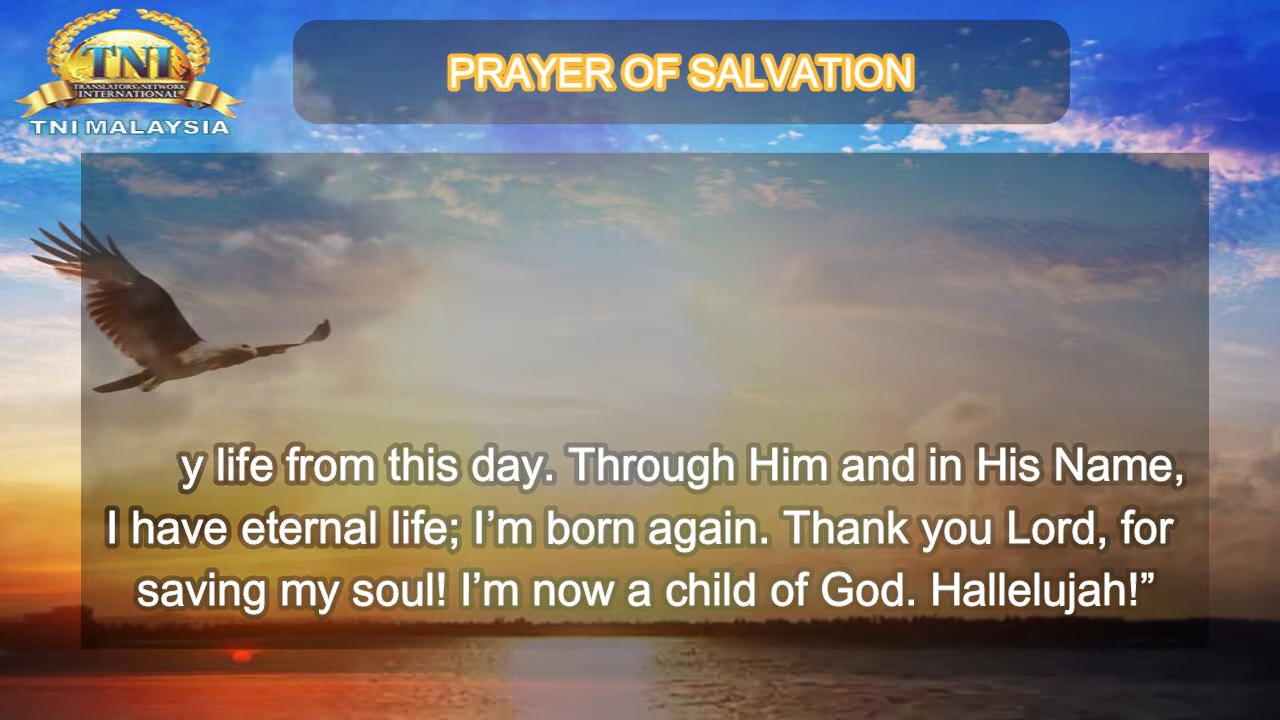 TNI
TRANSLATORS' NETWORK
INTERNATIONAL
TNI MALAYSIA
PRAYER OF SALVATION
y life from this day. Through Him and in His Name,
I have eternal life; I’m born again. Thank you Lord, for
saving my soul! I’m now a child of God. Hallelujah!”